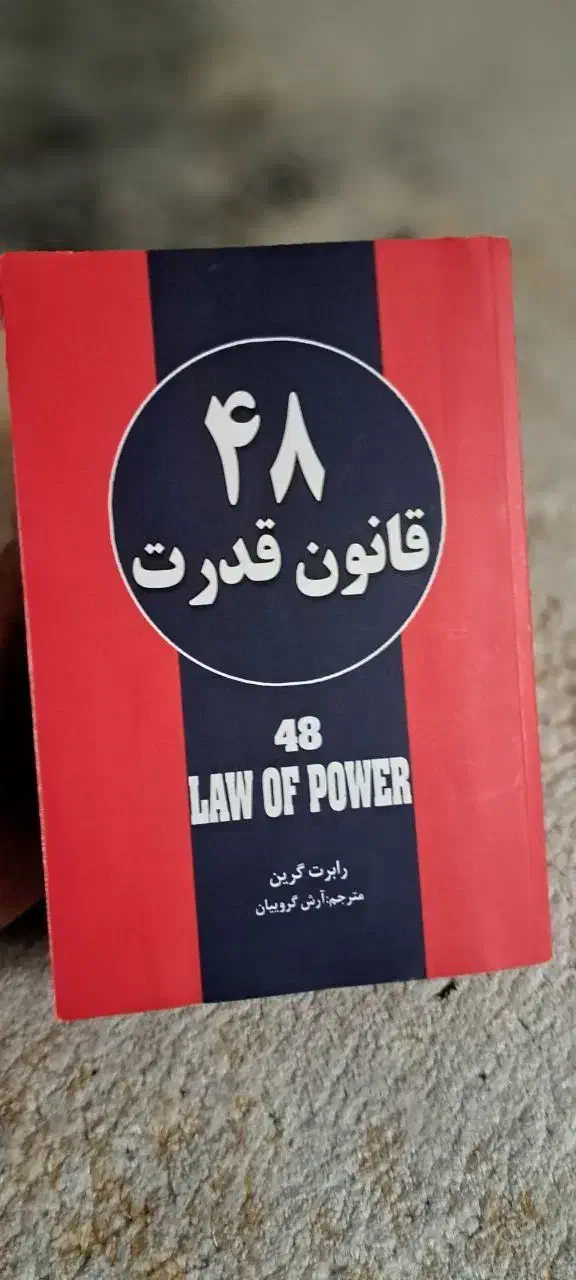 ۴۸
قانون قدرت
48
LAW OF POWER
رابرت گرین
مترجم:آرش گروییان